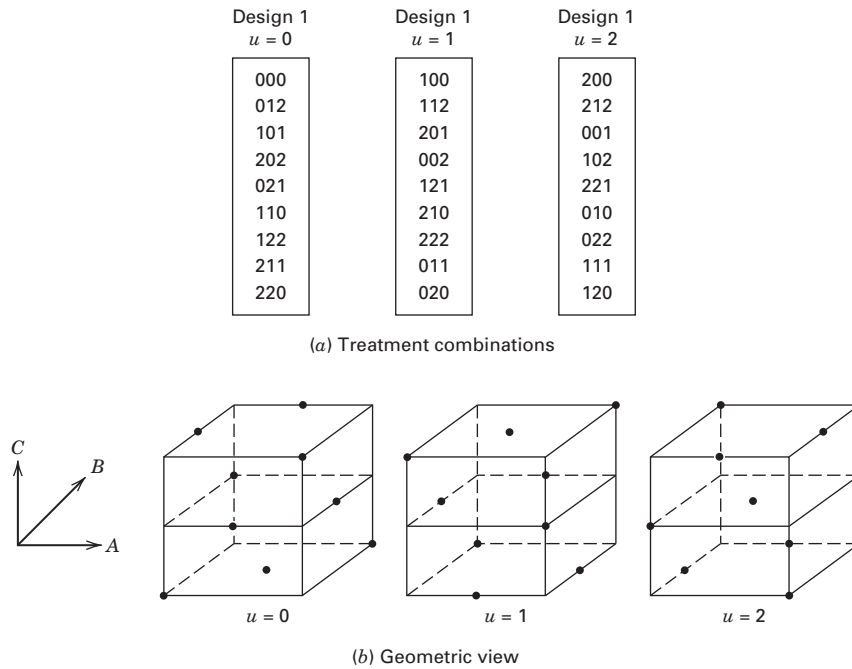 Design 1 Design 1 Design 1
u = 0 u = 1 u = 2
000 100 200
012 112 212
101 201 001
202 002 102
021 121 221
110 210 010
122 222 022
211 011 111
220 020 120
(a) Treatment combinations
C
B
A
u = 0 u = 1 u = 2
(b) Geometric view